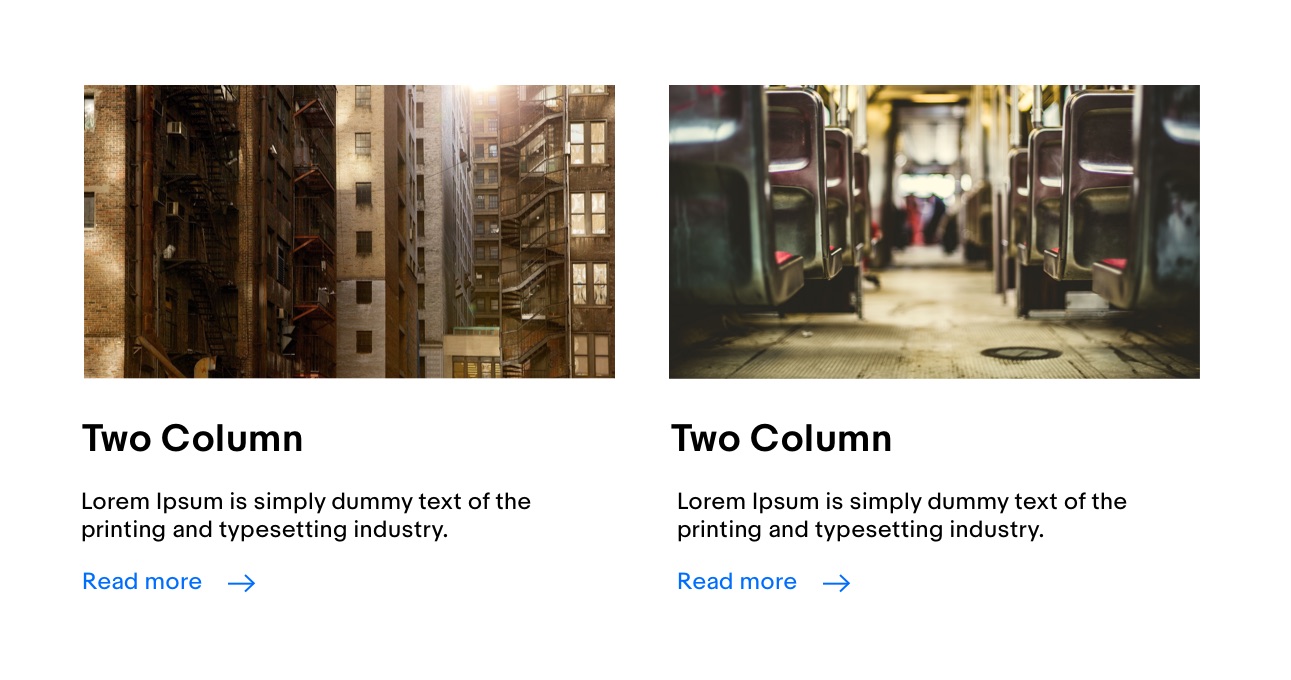 Two Column
Lorem Ipsum is simply dummy text of the
printing and typesetting industry.
Read more
Two Column
Lorem Ipsum is simply dummy text of the
printing and typesetting industry.
Read more